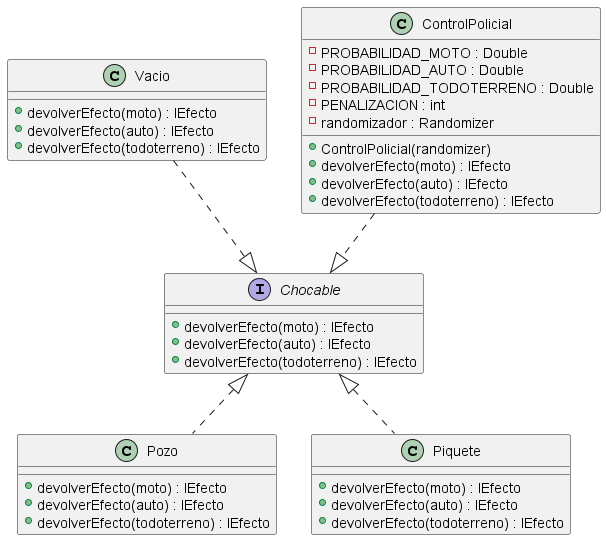 C ControlPolicial
PROBABILIDAD_MOTO : Double
PROBABILIDAD_AUTO : Double
PROBABILIDAD_TODOTERRENO : Double
PENALIZACION : int
randomizador : Randomizer
ControlPolicial(randomizer)
devolverEfecto(moto) : IEfecto
devolverEfecto(auto) : IEfecto
devolverEfecto(todoterreno) : IEfecto
C Vacio
devolverEfecto(moto) : IEfecto
devolverEfecto(auto) : IEfecto
devolverEfecto(todoterreno) : IEfecto
I Chocable
devolverEfecto(moto) : IEfecto
devolverEfecto(auto) : IEfecto
devolverEfecto(todoterreno) : IEfecto
C Pozo
devolverEfecto(moto) : IEfecto
devolverEfecto(auto) : IEfecto
devolverEfecto(todoterreno) : IEfecto
C Piquete
devolverEfecto(moto) : IEfecto
devolverEfecto(auto) : IEfecto
devolverEfecto(todoterreno) : IEfecto